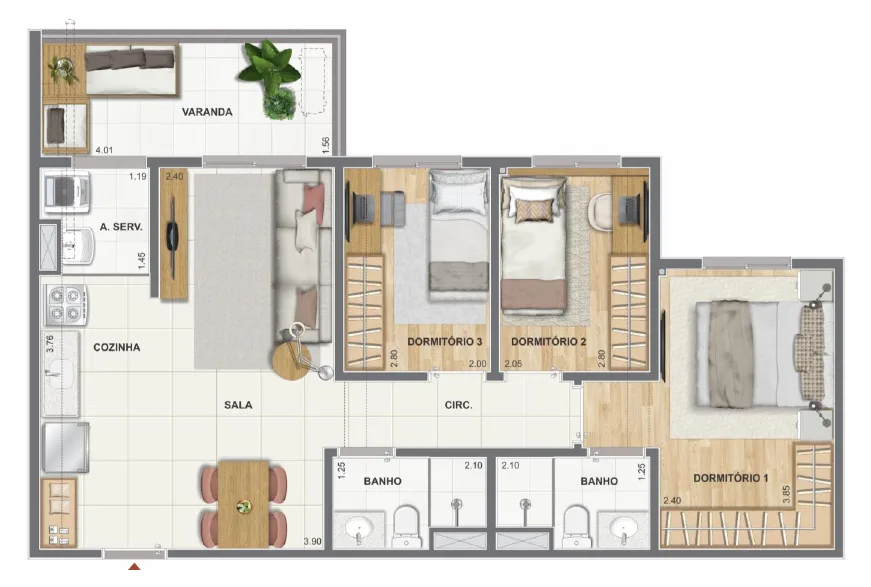 VARANDA
4.01
1.56
1.19
2.40
A. SERV.
1.45
DORMITÓRIO 3
DORMITÓRIO 2
2.80
2.00
2.05
2.80
3.76
COZINHA
SALA
CIRC.
DORMITÓRIO 1
2.40
3.85
1.25
BANHO
2.10
2.10
BANHO
1.25
3.90